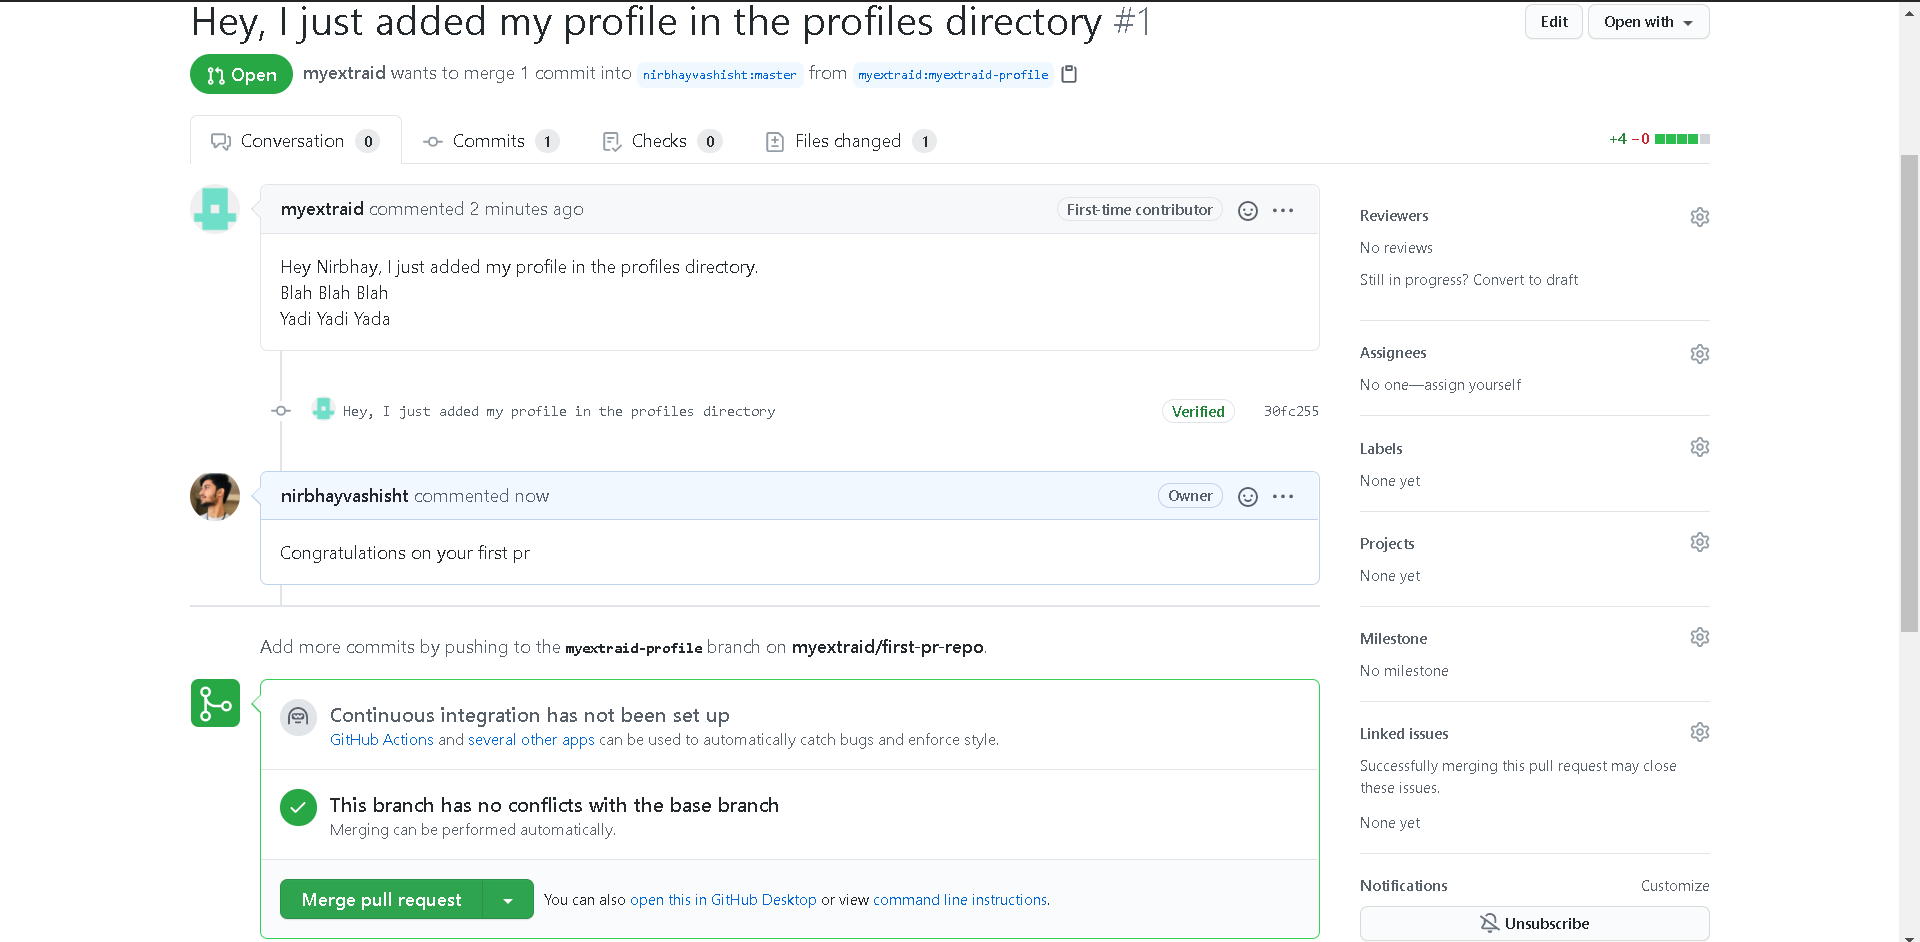 Hey, I just added my profile in the profiles directory #1
Edit
Open with
Open
myextraid wants to merge 1 commit into nirbhayvashisht:master from myextraid:myextraid-profile
Conversation 0
Commits 1
Checks 0
Files changed 1
+4 −0
myextraid commented 2 minutes ago
First-time contributor
Hey Nirbhay, I just added my profile in the profiles directory.
Blah Blah Blah
Yadi Yadi Yada
Hey, I just added my profile in the profiles directory
Verified
30fc255
nirbhayvashisht commented now
Owner
Congratulations on your first pr
Add more commits by pushing to the myextraid-profile branch on myextraid/first-pr-repo.
Continuous integration has not been set up
GitHub Actions and several other apps can be used to automatically catch bugs and enforce style.
This branch has no conflicts with the base branch
Merging can be performed automatically.
Merge pull request
You can also open this in GitHub Desktop or view command line instructions.
Reviewers
No reviews
Still in progress? Convert to draft
Assignees
No one—assign yourself
Labels
None yet
Projects
None yet
Milestone
No milestone
Linked issues
Successfully merging this pull request may close
these issues.
None yet
Notifications
Customize
Unsubscribe